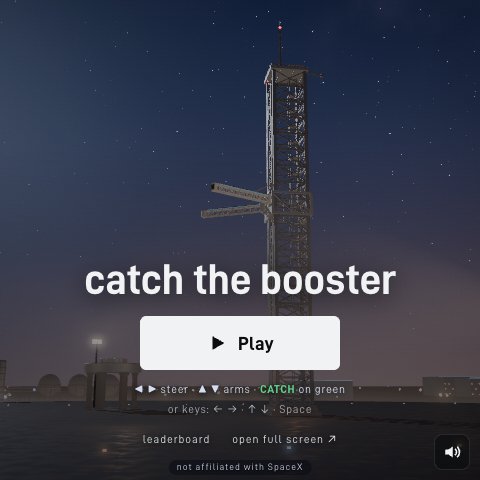 catch the booster
▶ Play
◀ ▶ steer · ▲ ▼ arms · CATCH on green
or keys: ← → · ↑ ↓ · Space
leaderboard open full screen ↗
not affiliated with SpaceX